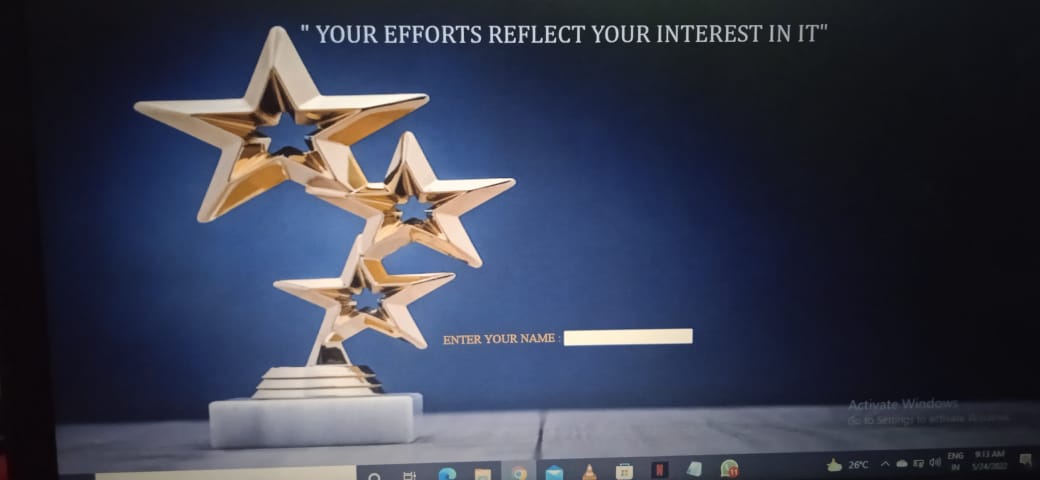 " YOUR EFFORTS REFLECT YOUR INTEREST IN IT"
ENTER YOUR NAME :
Activate Windows
Go to Settings to activate Windows.
26°C
ENG
IN
9:13 AM
5/24/2022
11